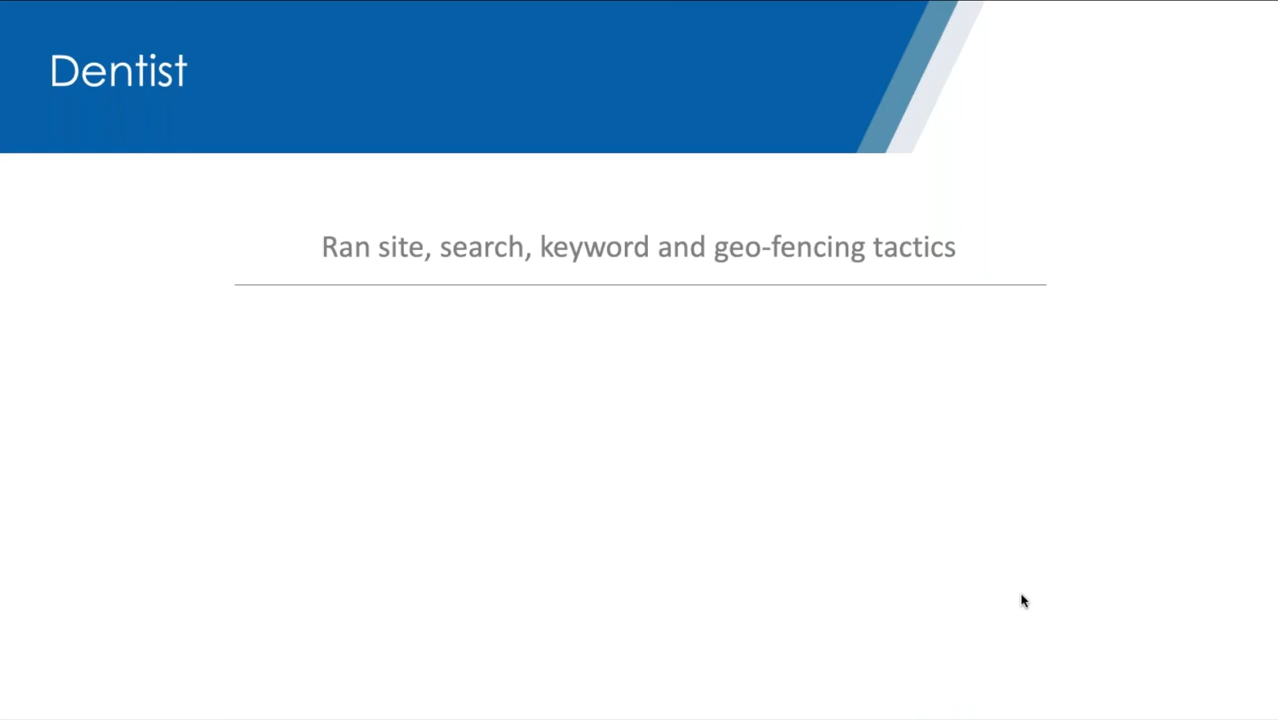 Dentist
Ran site, search, keyword and geo-fencing tactics